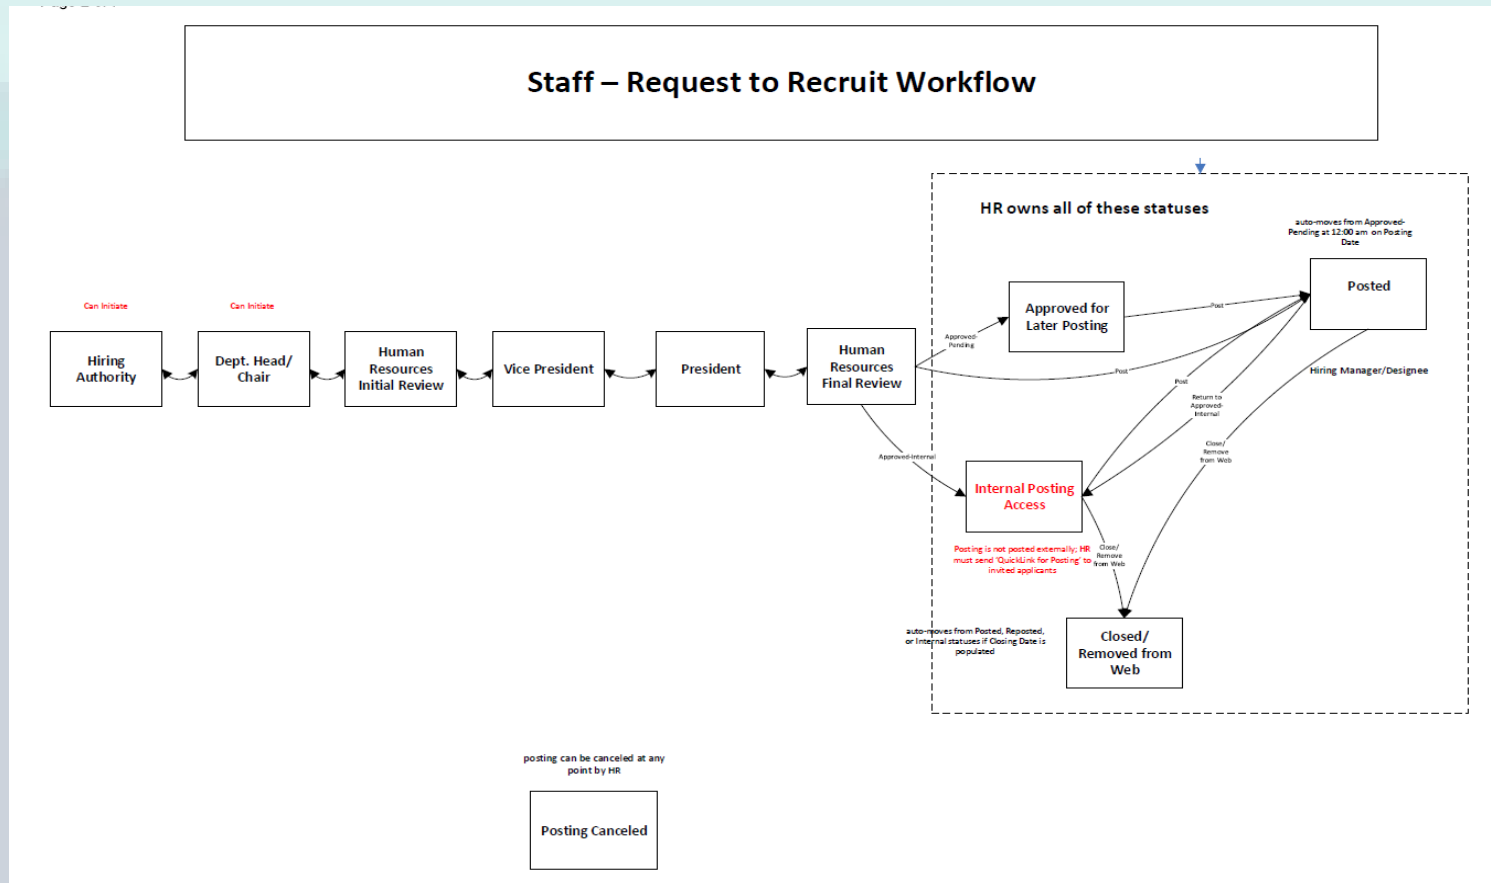 Staff – Request to Recruit Workflow
HR owns all of these statuses
auto-moves from Approved-
Pending at 12:00 am on Posting
Date
Posted
Can Initiate
Can Initiate
Hiring
Authority
Dept. Head/
Chair
Human
Resources
Initial Review
Vice President
President
Human
Resources
Final Review
Approved-
Pending
Approved for
Later Posting
Post
Post
Post
Return to
Approved-
Internal
Hiring Manager/Designee
Close/
Remove
from Web
Approved-Internal
Internal Posting
Access
Posting is not posted externally; HR
must send 'QuickLink for Posting' to
invited applicants
Close/
Remove
from Web
auto-moves from Posted, Reposted,
or Internal statuses if Closing Date is
populated
Closed/
Removed from
Web
posting can be canceled at any
point by HR
Posting Canceled